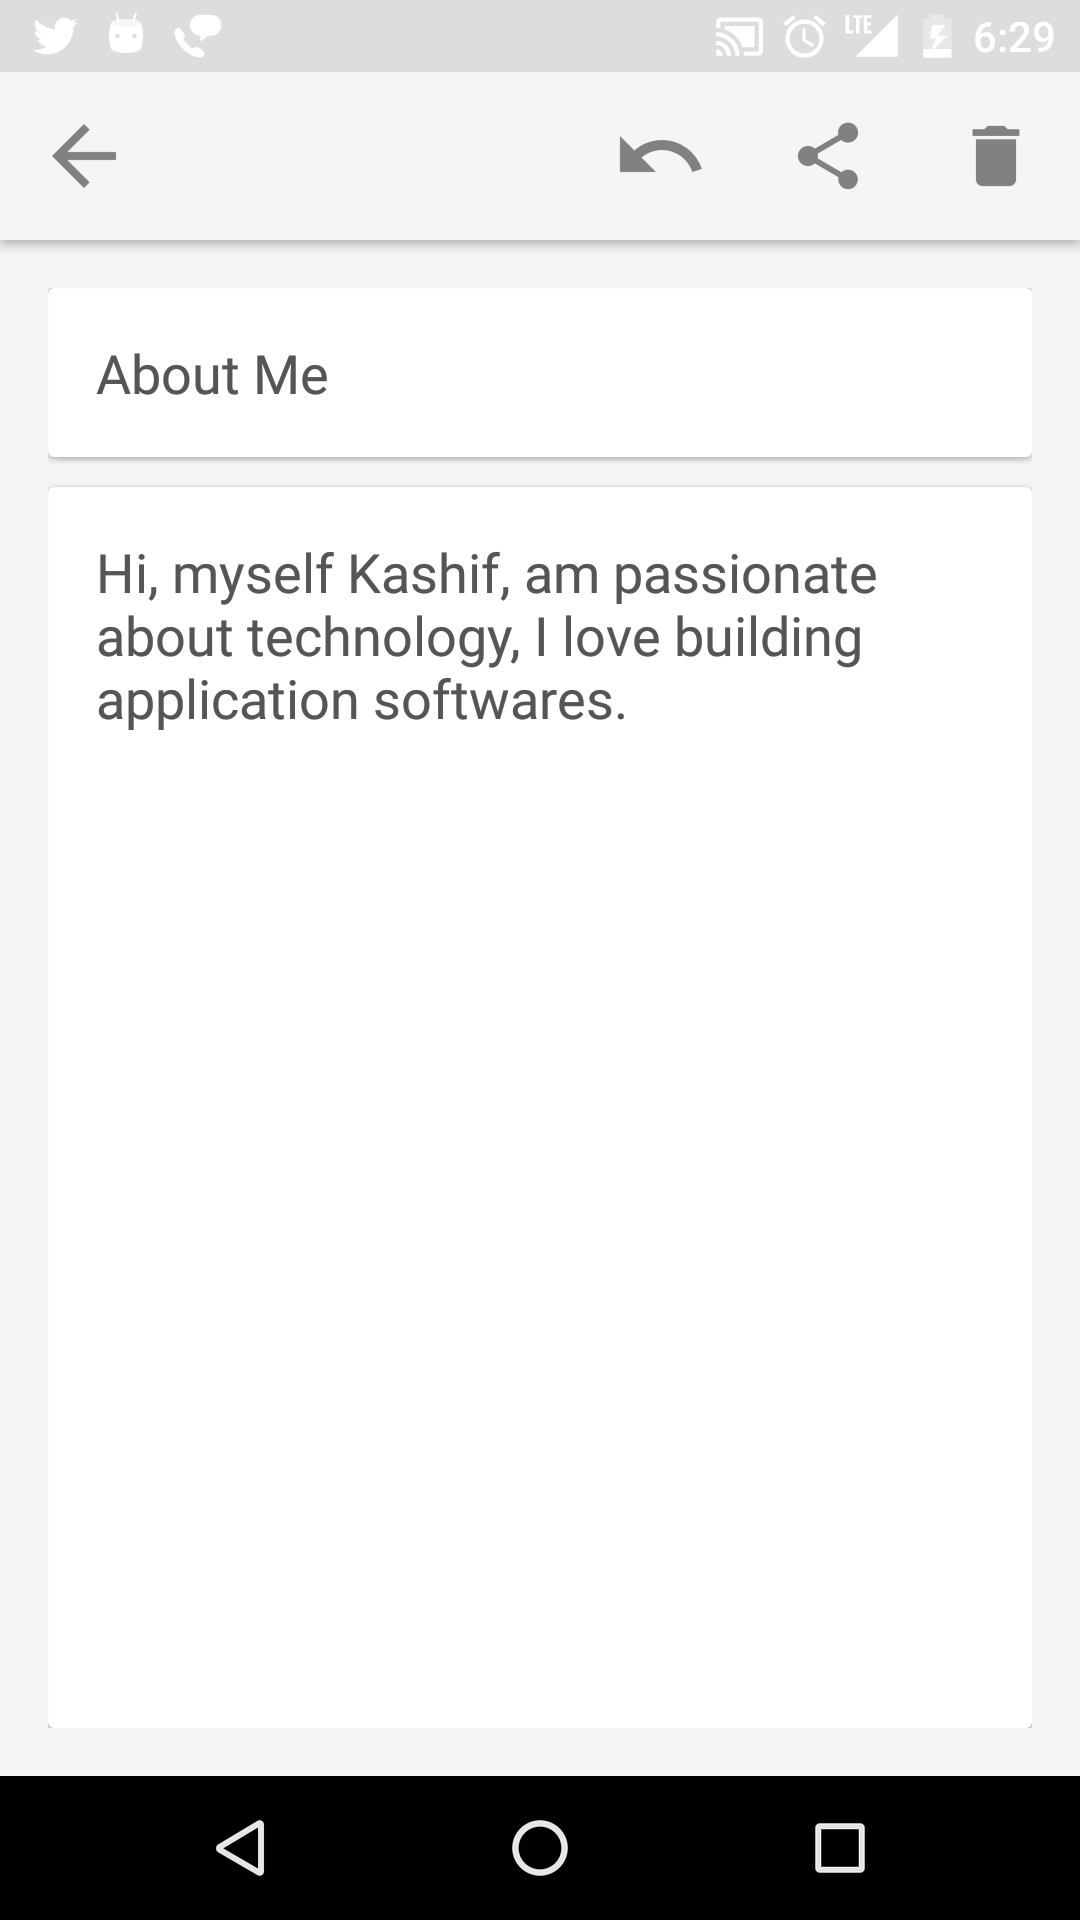 LTE 6:29
About Me
Hi, myself Kashif, am passionate
about technology, I love building
application softwares.